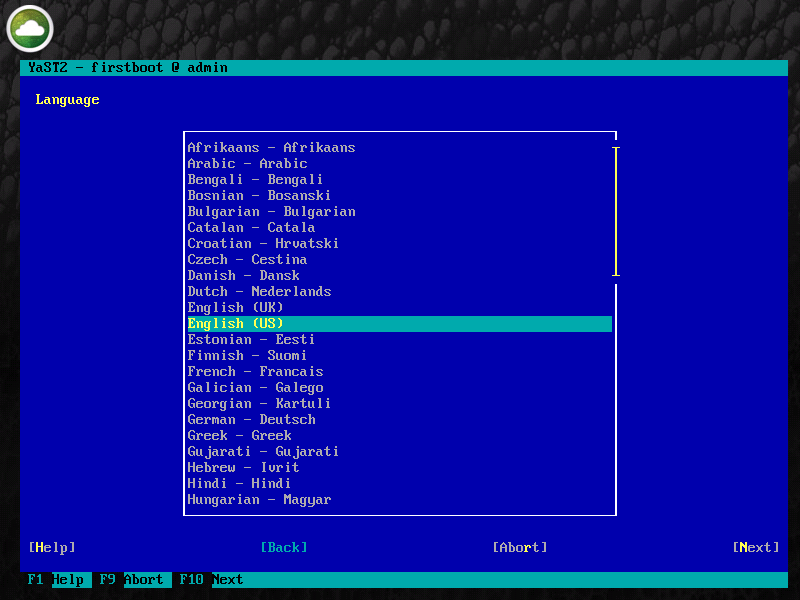 YaST2 - firstboot @ admin
Language
Afrikaans - Afrikaans
Arabic - Arabic
Bengali - Bengali
Bosnian - Bosanski
Bulgarian - Bulgarian
Catalan - Catala
Croatian - Hrvatski
Czech - Cestina
Danish - Dansk
Dutch - Nederlands
English (UK)
English (US)
Estonian - Eesti
Finnish - Suomi
French - Francais
Galician - Galego
Georgian - Kartuli
German - Deutsch
Greek - Greek
Gujarati - Gujarati
Hebrew - Ivrit
Hindi - Hindi
Hungarian - Magyar
[Help] [Back] [Abort] [Next]
F1 Help F9 Abort F10 Next